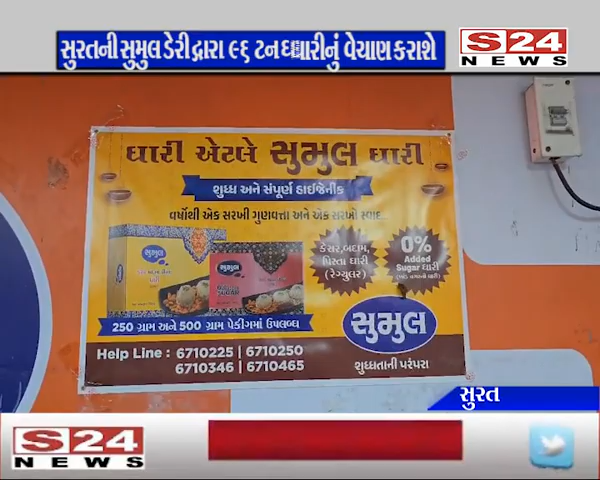 સુરતની સુમુલ ડેરી દ્વારા ૯૬ ટન ઘારીનું વેચાણ કરાશે
S24
NEWS
ઘારી એટલે સુમુલ ઘારી
શુધ્ધ અને સંપૂર્ણ હાઈજેનીક
વર્ષોથી એક સરખી ગુણવત્તા અને એક સરખો સ્વાદ...
કેસર,બદામ,
પિસ્તા ઘારી
(રેગ્યુલર)
0%
Added
Sugar ઘારી
સુમુલ
સુમુલ
250 ગ્રામ અને 500 ગ્રામ પેકીંગમાં ઉપલબ્ધ
સુમુલ
શુધ્ધતાની પરંપરા
Help Line : 6710225 | 6710250
6710346 | 6710465
સુરત
S24
NEWS